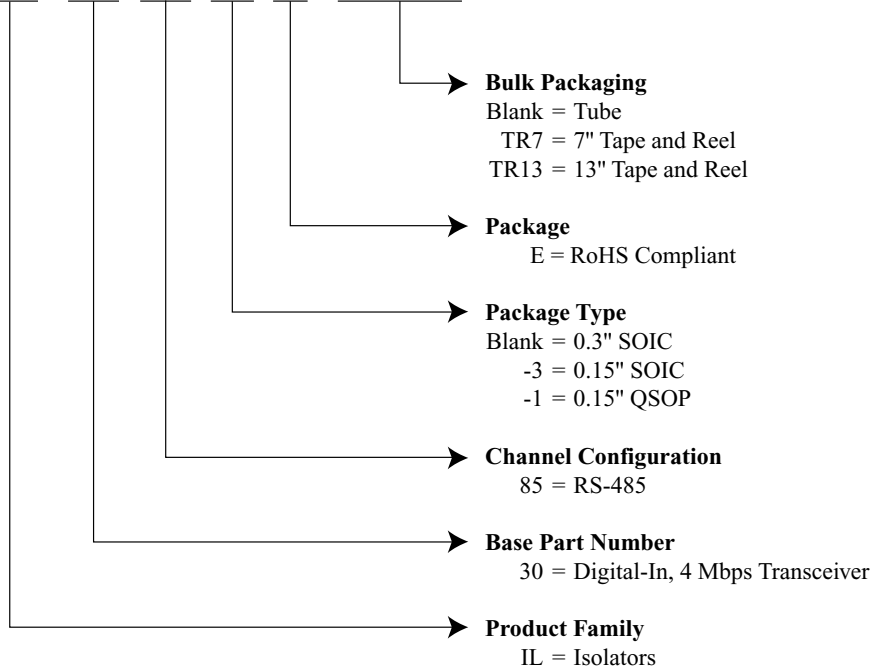 Bulk Packaging
Blank = Tube
TR7 = 7" Tape and Reel
TR13 = 13" Tape and Reel
Package
E = RoHS Compliant
Package Type
Blank = 0.3" SOIC
-3 = 0.15" SOIC
-1 = 0.15" QSOP
Channel Configuration
85 = RS-485
Base Part Number
30 = Digital-In, 4 Mbps Transceiver
Product Family
IL = Isolators